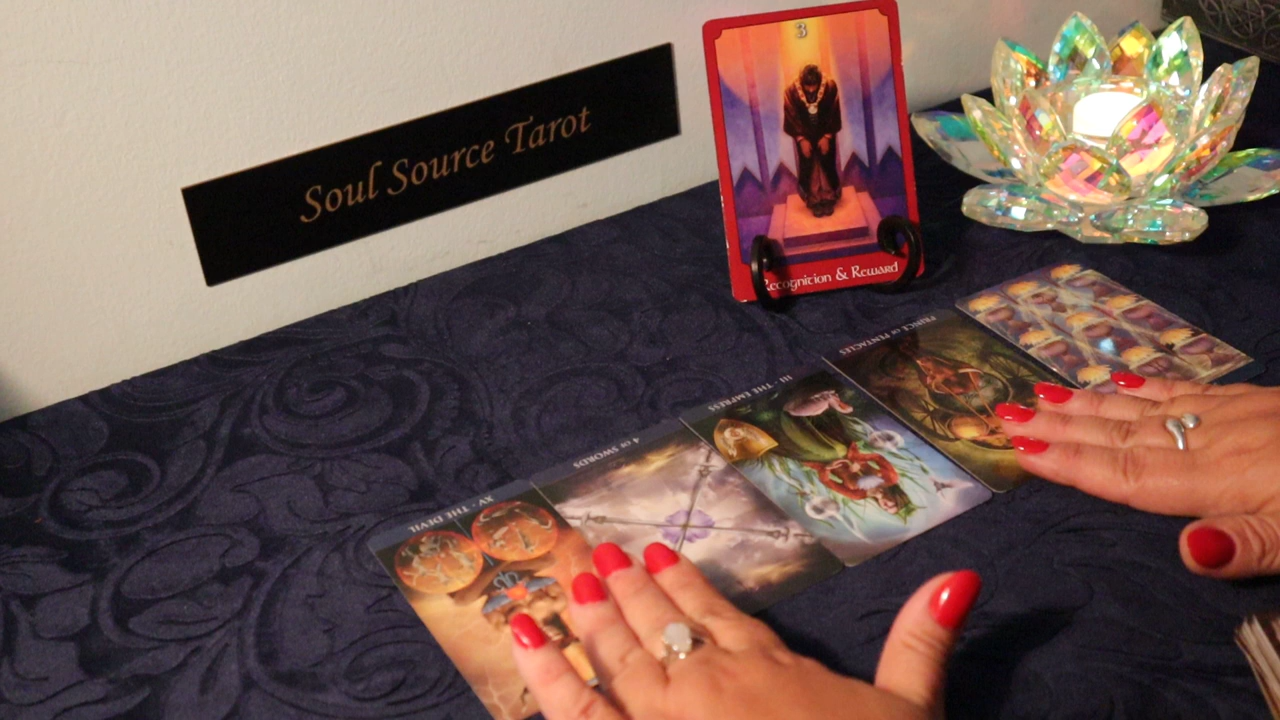 Soul Source Tarot
3
Recognition & Reward
XV · THE DEVIL
4 OF SWORDS
III · THE EMPRESS
PRINCE OF PENTACLES